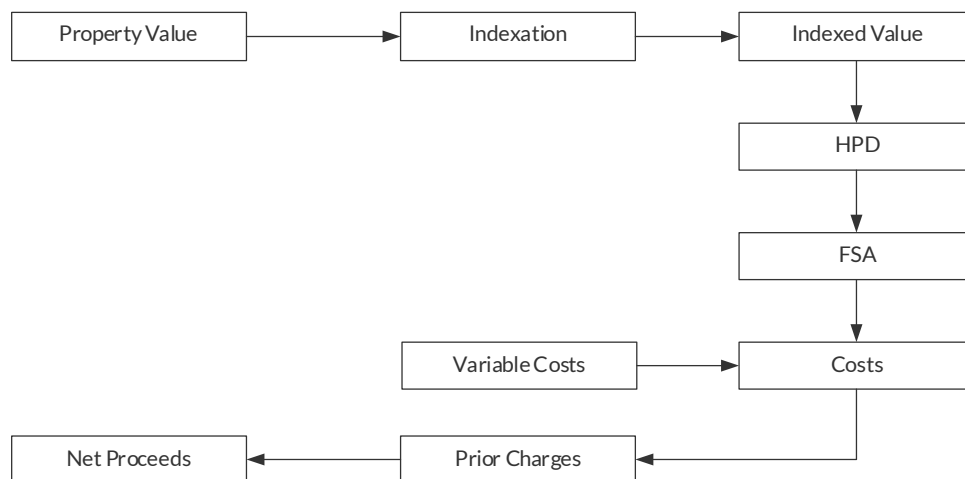 Property Value
Indexation
Indexed Value
HPD
FSA
Variable Costs
Costs
Net Proceeds
Prior Charges